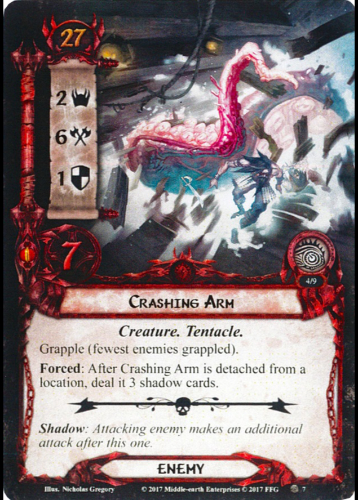 27
2
6
1
7
4/9
CRASHING ARM
Creature. Tentacle.
Grapple (fewest enemies grappled).
Forced: After Crashing Arm is detached from a
location, deal it 3 shadow cards.
Shadow: Attacking enemy makes an additional
attack after this one.
ENEMY
Illus. Nicholas Gregory © 2017 Middle-earth Enterprises © 2017 FFG 7